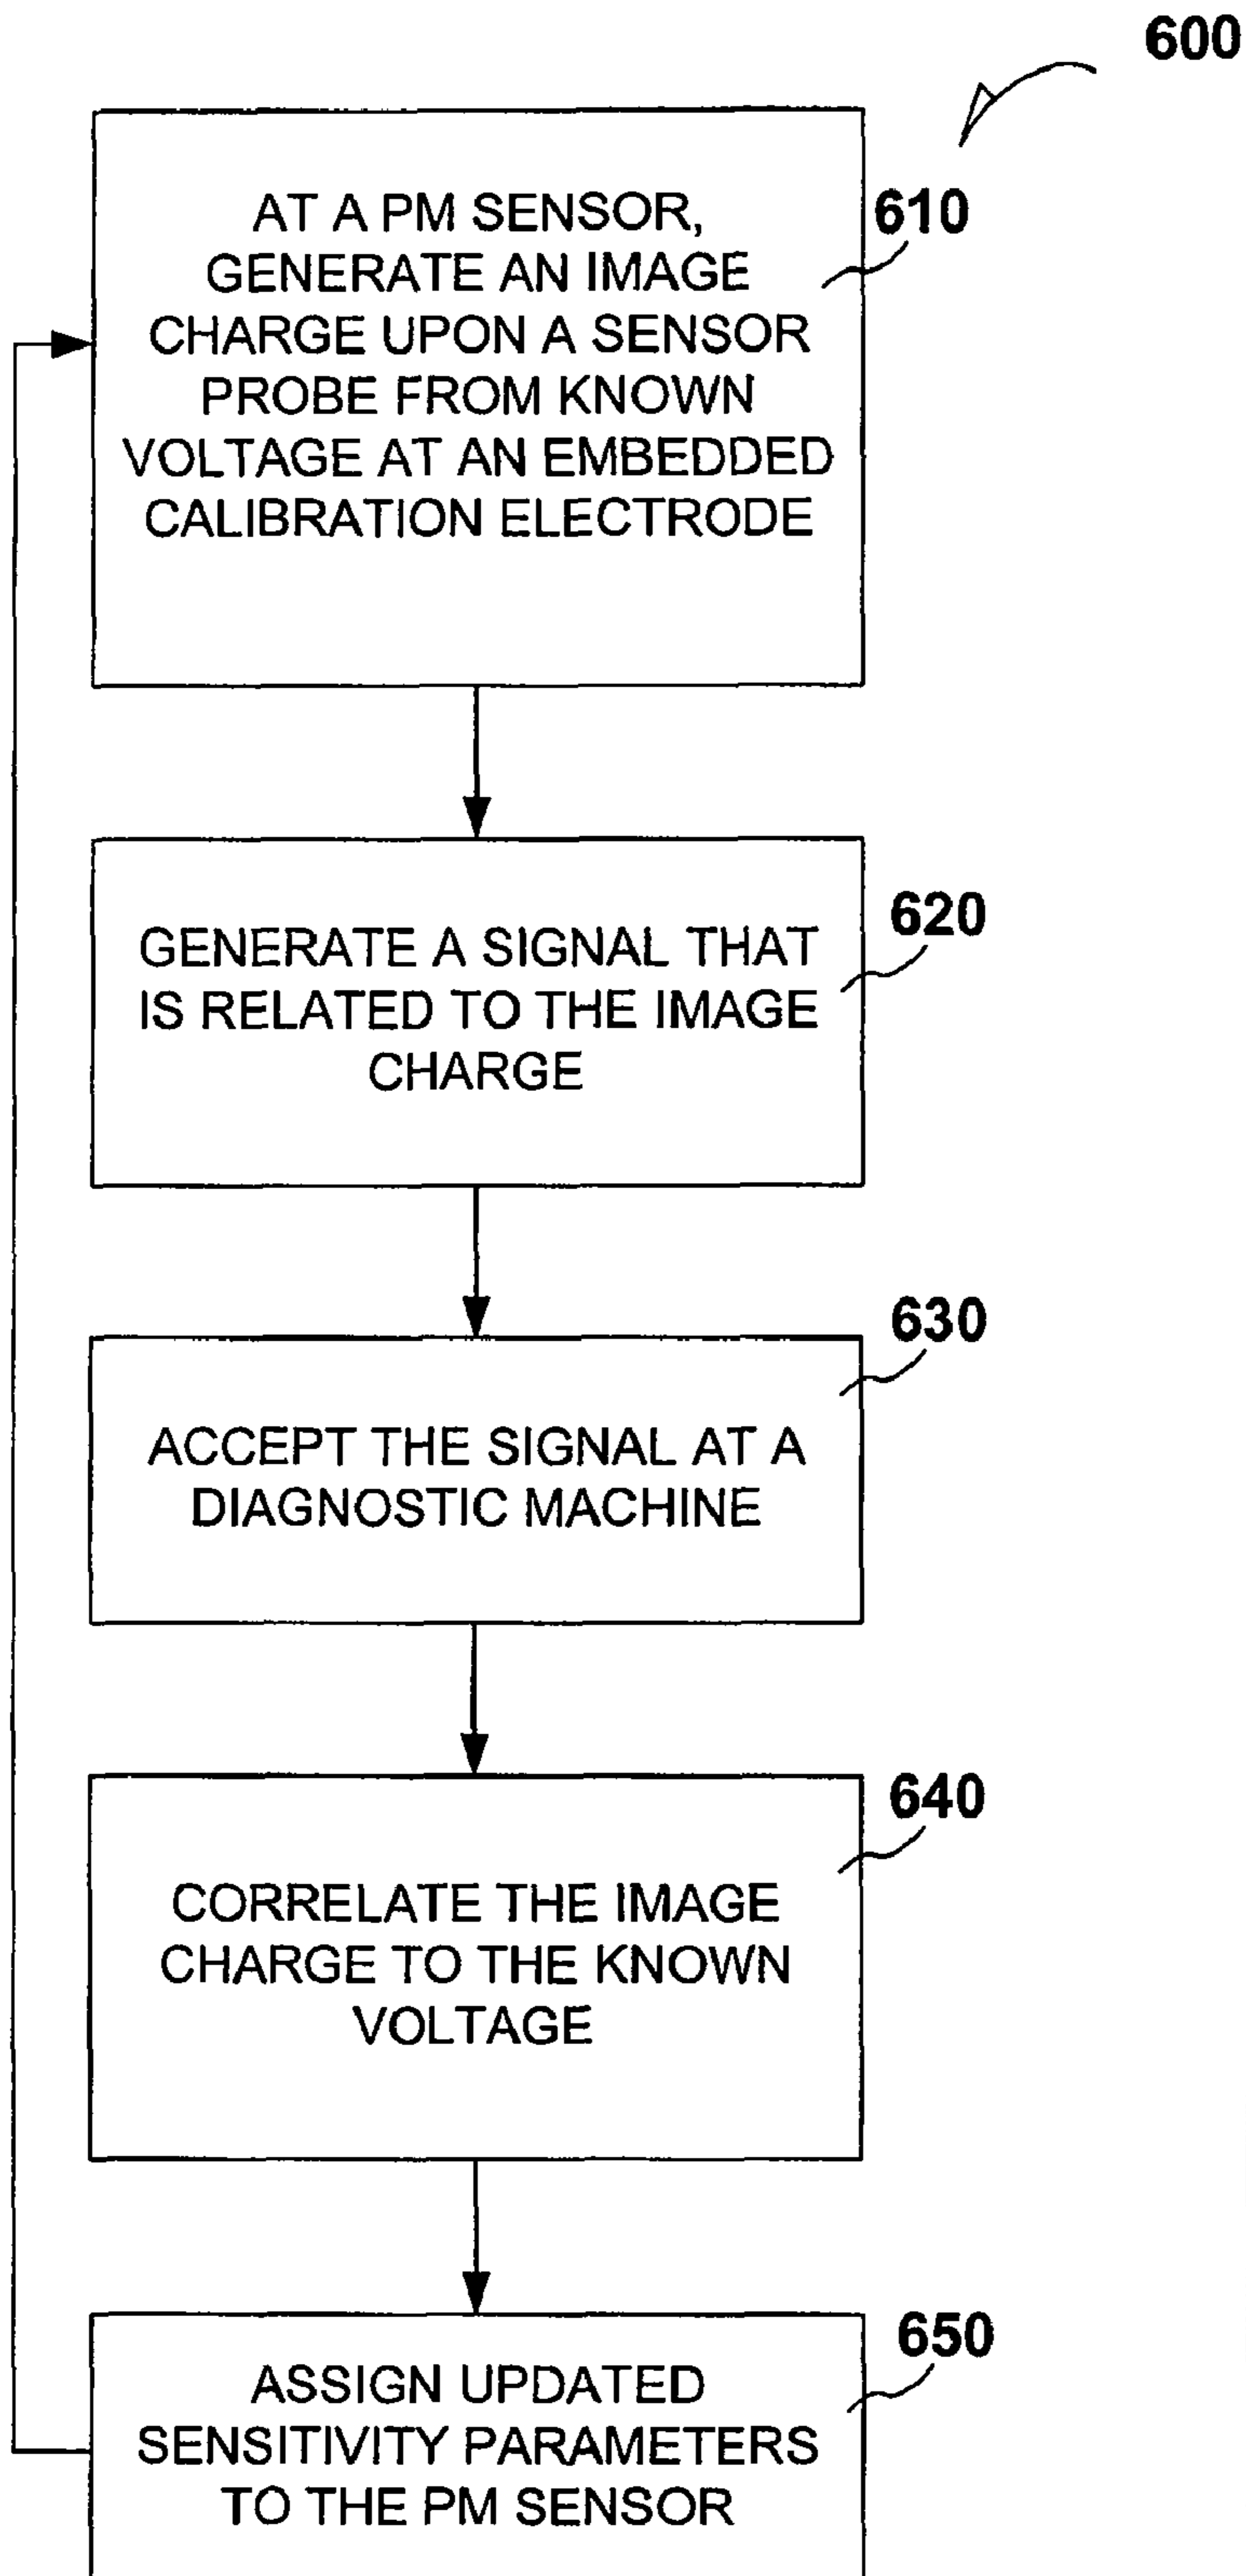 600
AT A PM SENSOR,
GENERATE AN IMAGE
CHARGE UPON A SENSOR
PROBE FROM KNOWN
VOLTAGE AT AN EMBEDDED
CALIBRATION ELECTRODE
610
GENERATE A SIGNAL THAT
IS RELATED TO THE IMAGE
CHARGE
620
ACCEPT THE SIGNAL AT A
DIAGNOSTIC MACHINE
630
CORRELATE THE IMAGE
CHARGE TO THE KNOWN
VOLTAGE
640
ASSIGN UPDATED
SENSITIVITY PARAMETERS
TO THE PM SENSOR
650